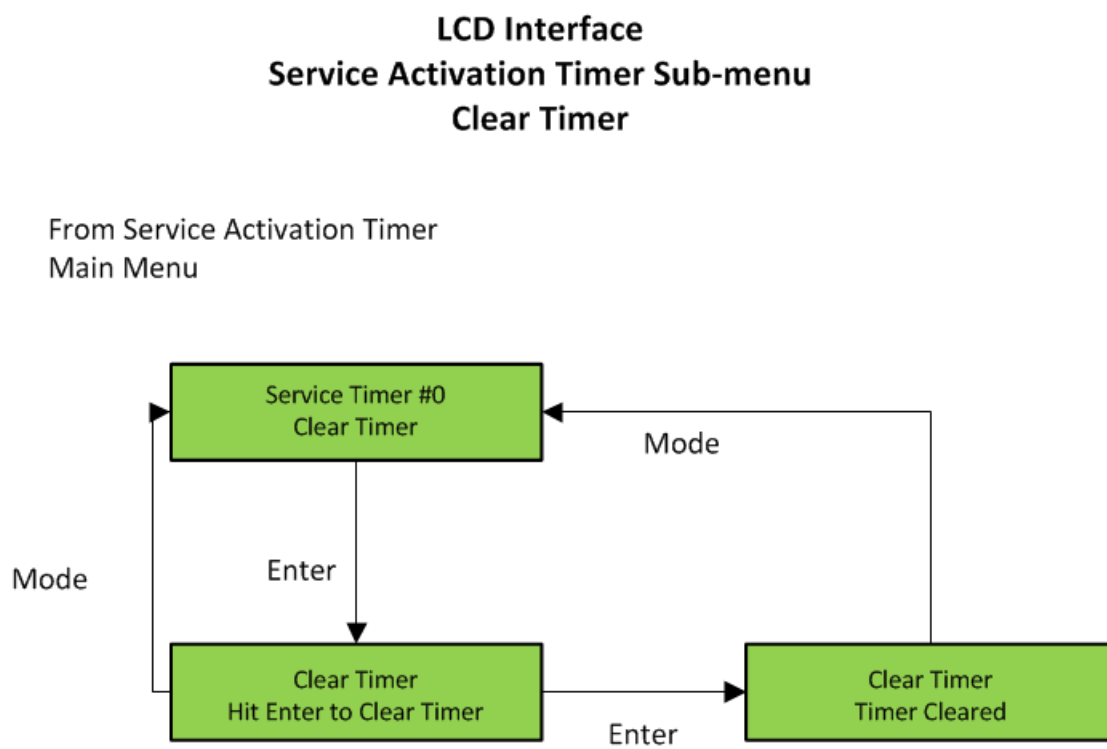 LCD Interface
Service Activation Timer Sub-menu
Clear Timer
From Service Activation Timer
Main Menu
Service Timer #0
Clear Timer
Mode
Enter
Mode
Clear Timer
Hit Enter to Clear Timer
Enter
Clear Timer
Timer Cleared